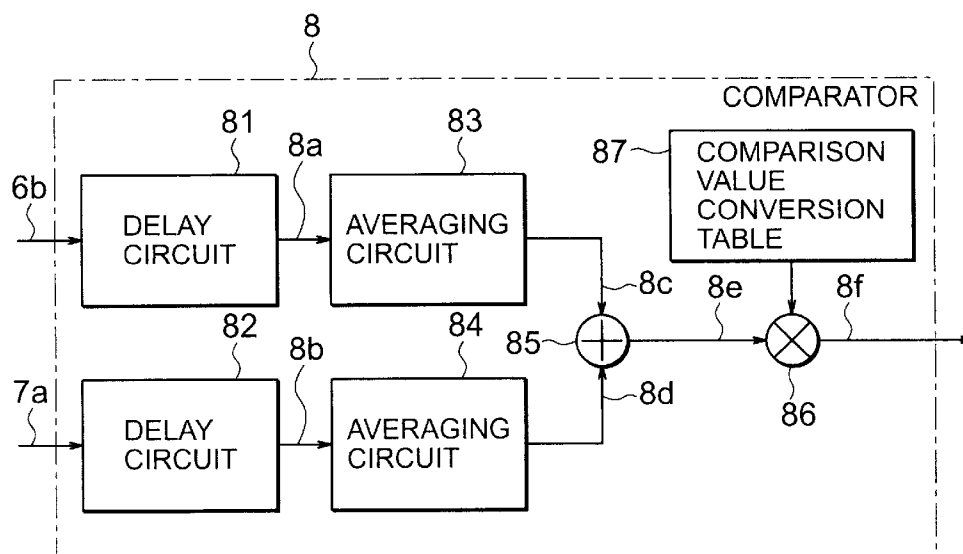 8
COMPARATOR
81
8a
83
87
COMPARISON
VALUE
CONVERSION
TABLE
6b
DELAY
CIRCUIT
AVERAGING
CIRCUIT
8c
8e
8f
82
8b
84
85
7a
8d
86
DELAY
CIRCUIT
AVERAGING
CIRCUIT